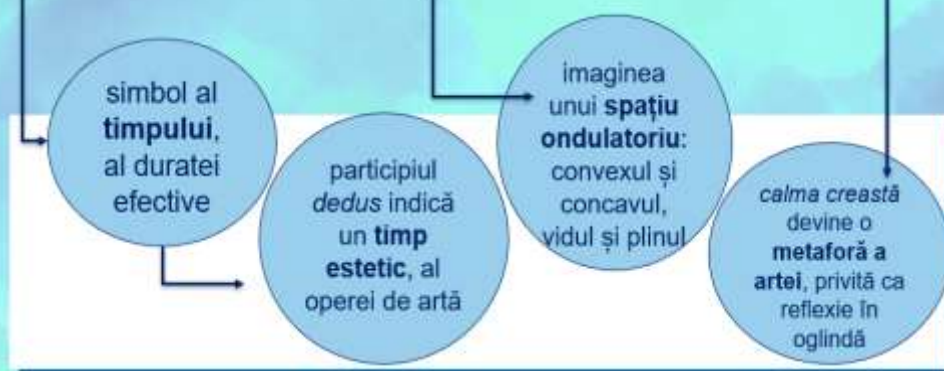 simbol al
timpului,
al duratei
efective
participiul
dedus indică
un timp
estetic, al
operei de artă
imaginea
unui spațiu
ondulatoriu:
convexul și
concavul,
vidul și plinul
calma creastă
devine o
metaforă a
artei, privită ca
reflexie în
oglindă